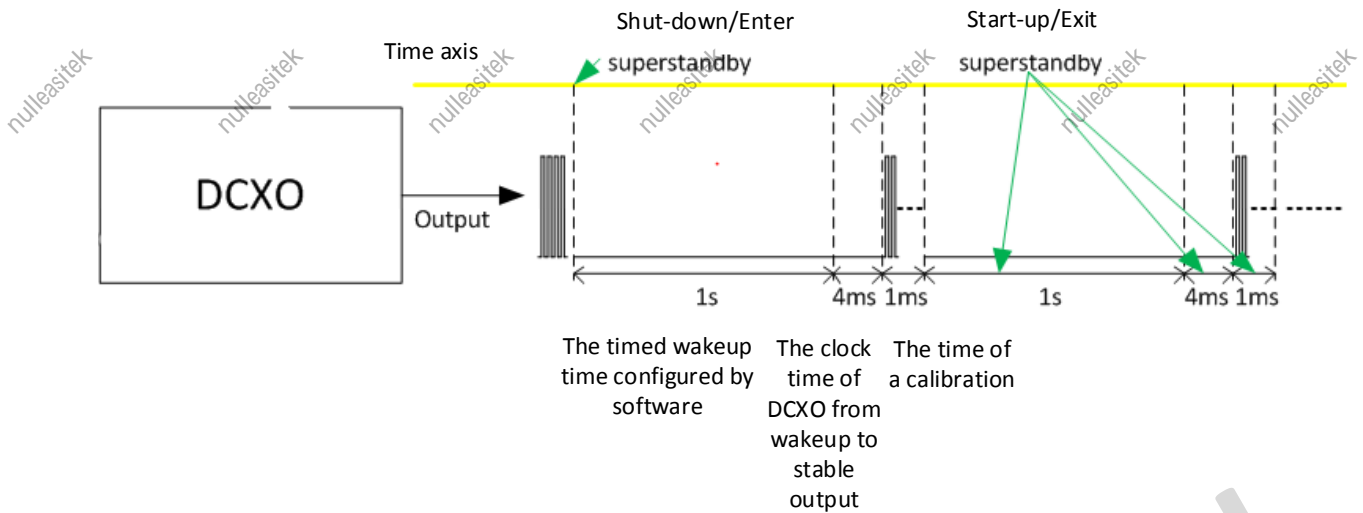 Shut-down/Enter
superstandby
Start-up/Exit
superstandby
Time axis
nulleasitek
nulleasitek
nulleasitek
nulleasitek
nulleasitek
nulleasitek
nulleasitek
DCXO
Output
1s
4ms
1ms
1s
4ms
1ms
The timed wakeup
time configured by
software
The clock
time of
DCXO from
wakeup to
stable
output
The time of
a calibration